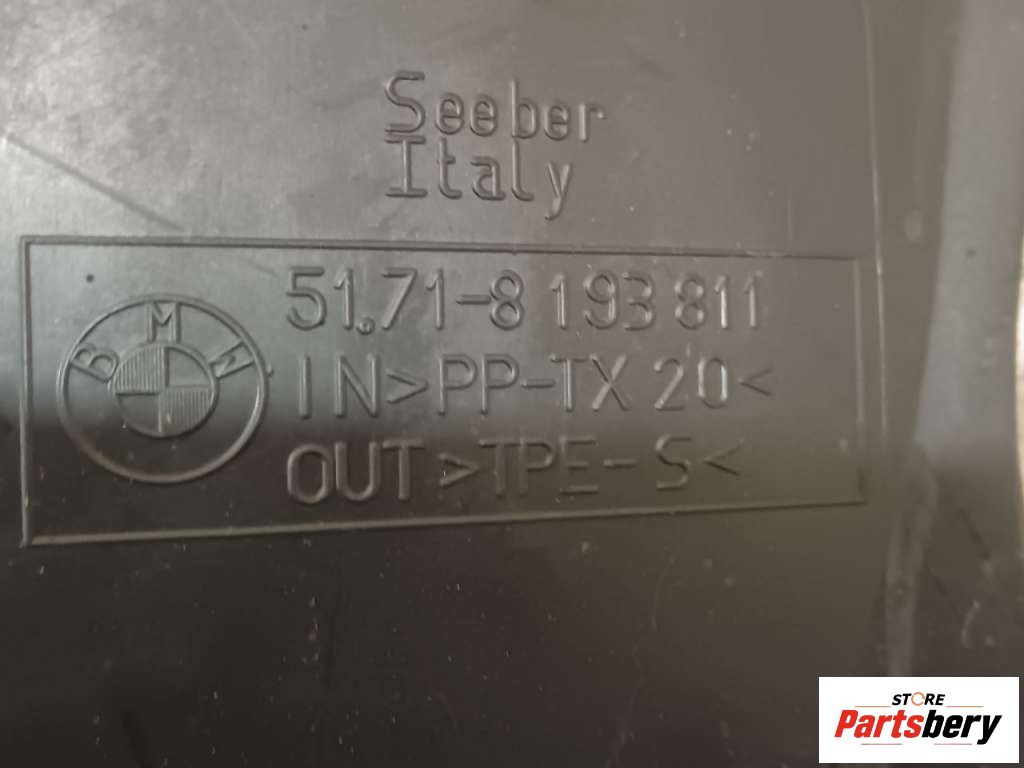 Seeber
Italy
BMW
51.71-8 193 811
IN>PP-TX 20<
OUT>TPE-S<
STORE
Partsbery